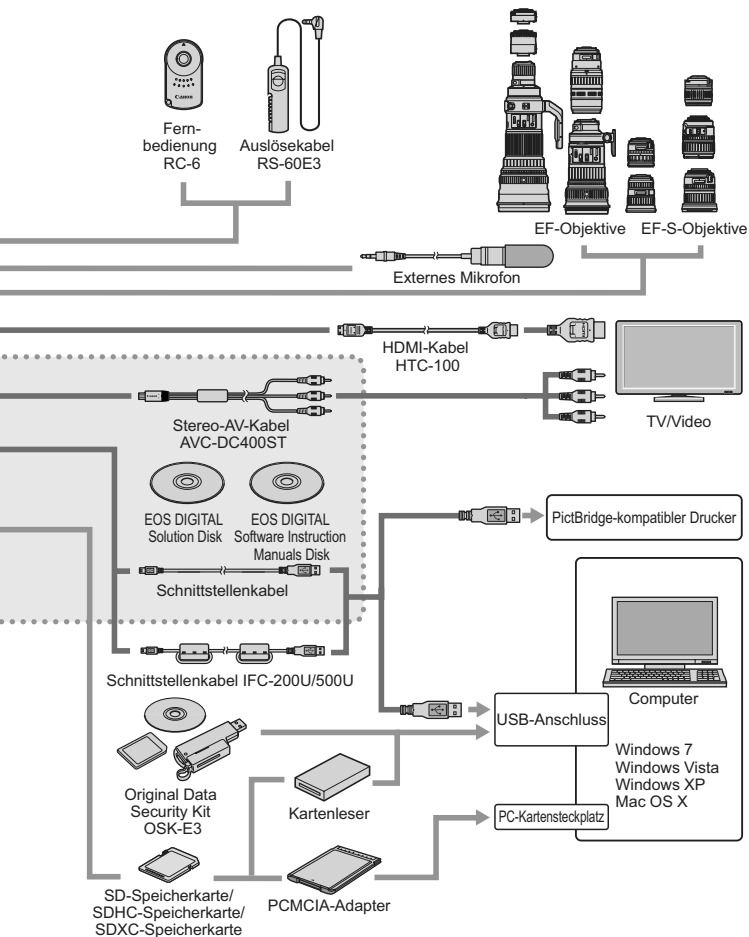 Canon
Fern-
bedienung
RC-6
Auslösekabel
RS-60E3
EF-Objektive
EF-S-Objektive
Externes Mikrofon
HDMI-Kabel
HTC-100
Stereo-AV-Kabel
AVC-DC400ST
TV/Video
EOS DIGITAL
Solution Disk
EOS DIGITAL
Software Instruction
Manuals Disk
PictBridge-kompatibler Drucker
Schnittstellenkabel
Schnittstellenkabel IFC-200U/500U
Computer
USB-Anschluss
Windows 7
Windows Vista
Windows XP
Mac OS X
Original Data
Security Kit
OSK-E3
Kartenleser
PC-Kartensteckplatz
SD-Speicherkarte/
SDHC-Speicherkarte/
SDXC-Speicherkarte
PCMCIA-Adapter